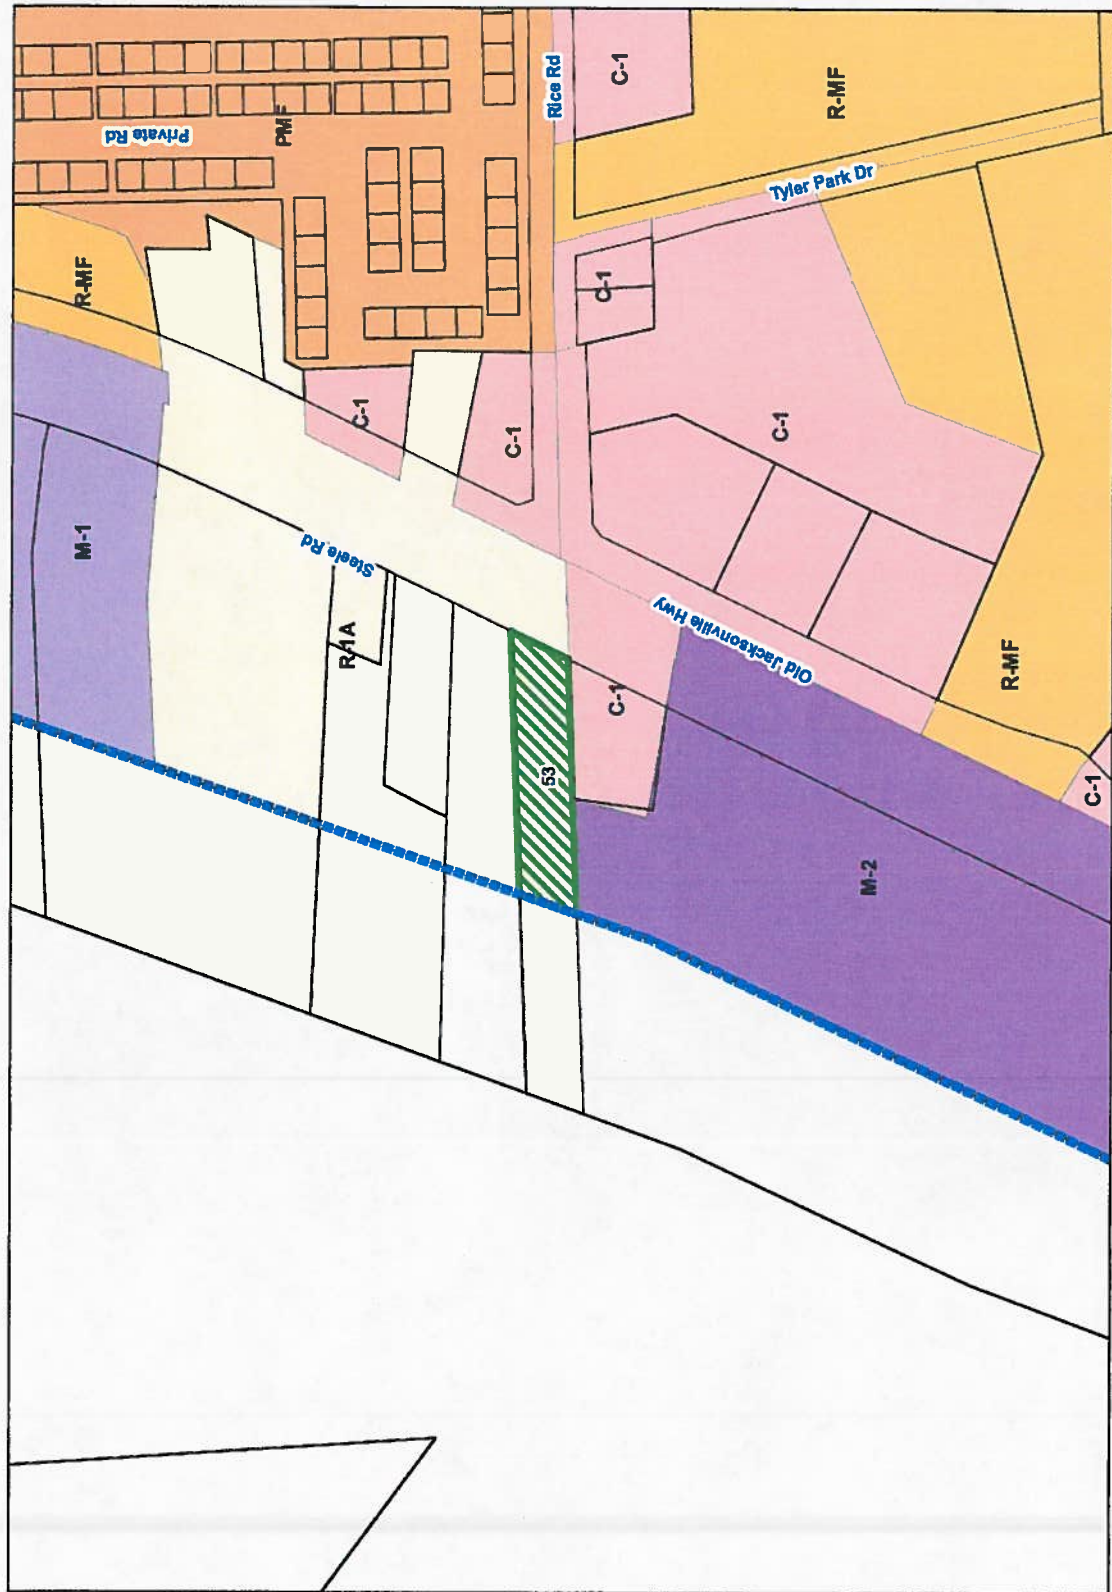 C-1
Rice Rd
R-MF
Private Rd
PMF
Tyler Park Dr
R-MF
C-1
C-1
C-1
C-1
M-1
Steele Rd
R-1A
Old Jacksonville Hwy
R-MF
C-1
53
C-1
M-2